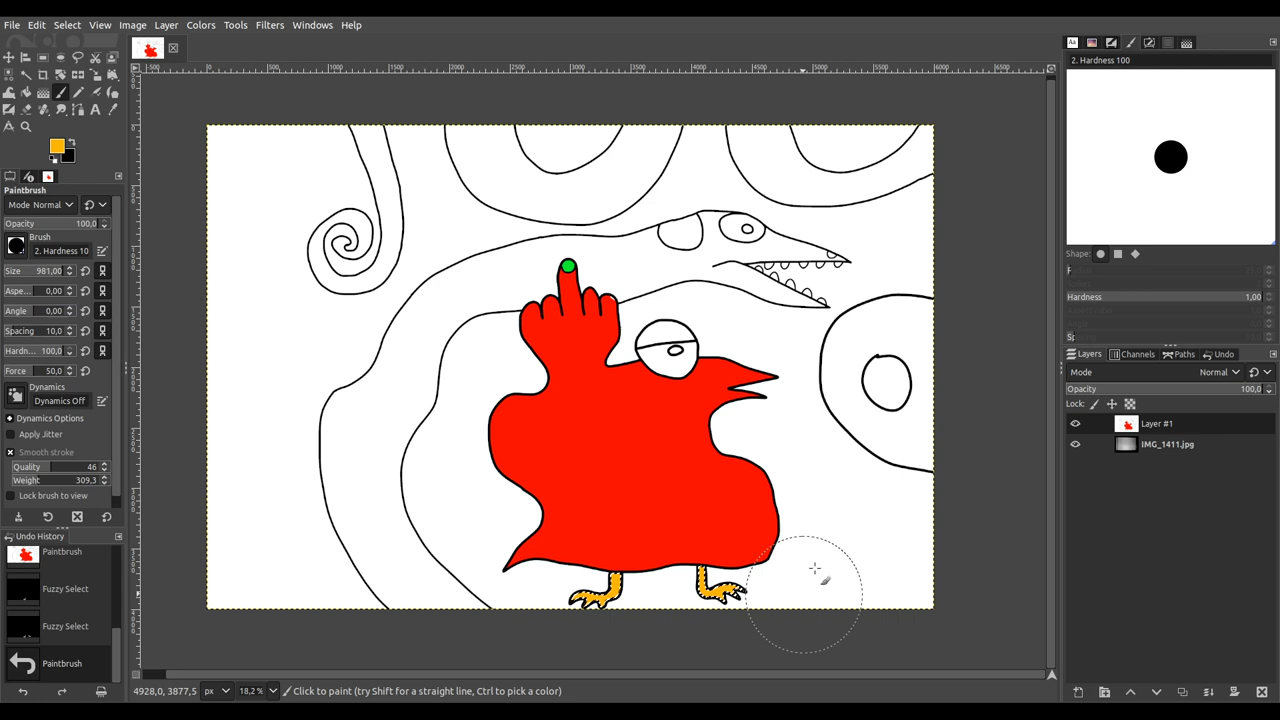 File Edit Select View Image Layer Colors Tools Filters Windows Help
2. Hardness 100
Shape:
Hardness 1,00
Layers Channels Paths Undo
Mode Normal
Opacity 100,0
Lock:
Layer #1
IMG_1411.jpg
Paintbrush
Mode Normal
Opacity 100,0
Brush
2. Hardness 10
Size 981,00
Aspe... 0,00
Angle 0,00
Spacing 10,0
Hardn... 100,0
Force 50,0
Dynamics
Dynamics Off
Dynamics Options
Apply Jitter
Smooth stroke
Quality 46
Weight 309,3
Lock brush to view
Undo History
Paintbrush
Fuzzy Select
Fuzzy Select
Paintbrush
4928,0, 3877,5 px 18,2 % Click to paint (try Shift for a straight line, Ctrl to pick a color)